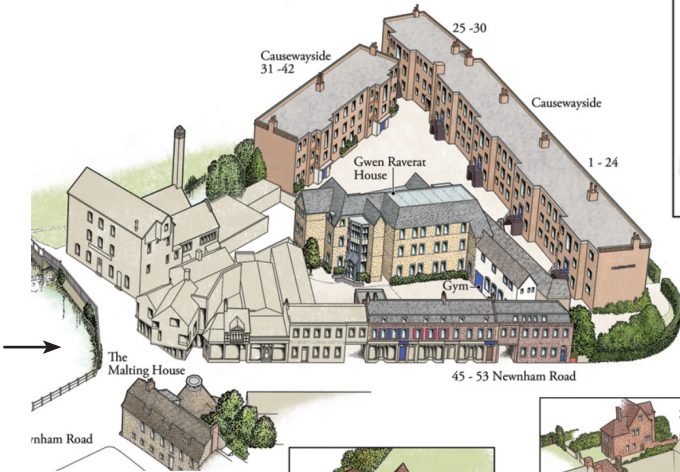 25 -30
Causewayside
31 -42
Causewayside
1 - 24
Gwen Raverat
House
CAUSEWAYSIDE
Gym
45 - 53 Newnham Road
The
Malting House
nham Road